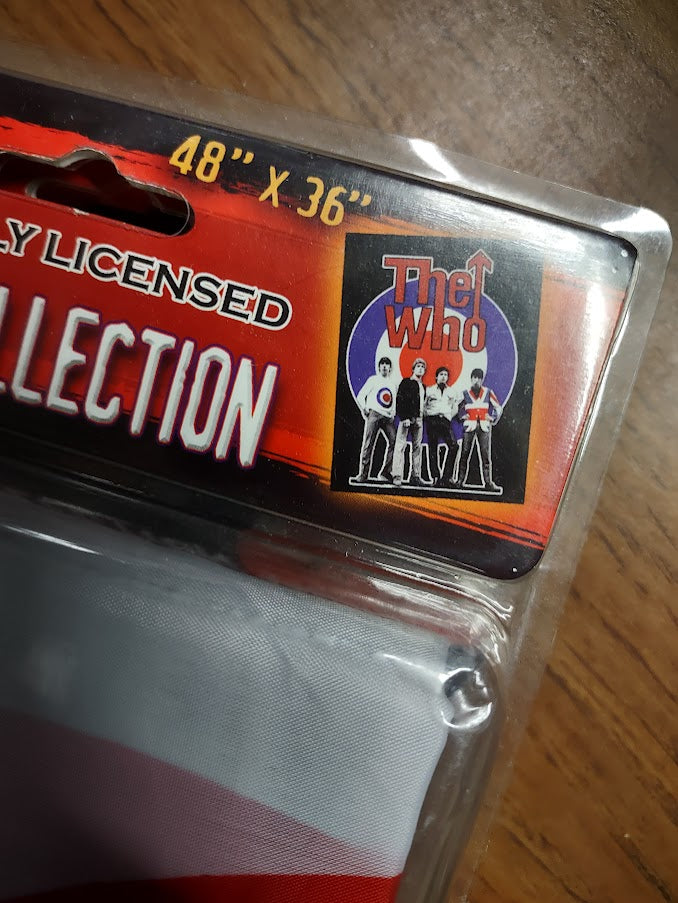 48” X 36”
LY LICENSED
LLECTION
The
Who